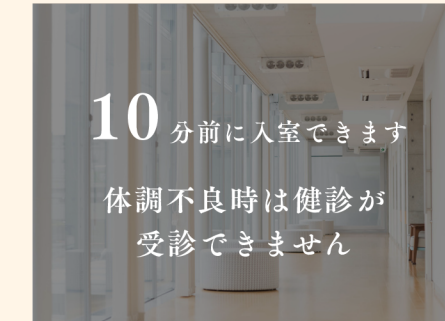 10分前に入室できます
体調不良時は健診が
受診できません